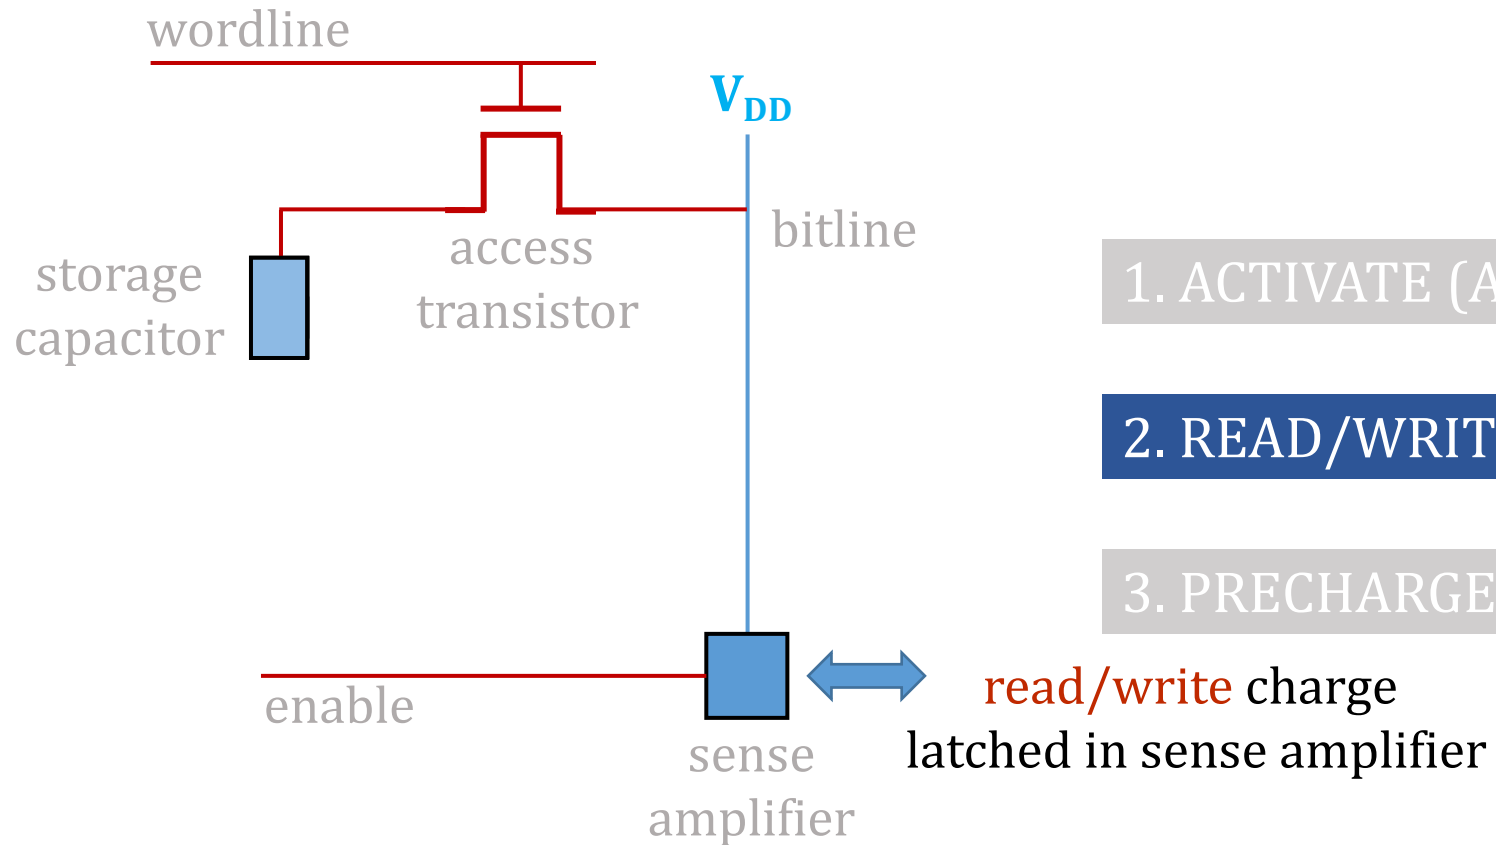 wordline
V_DD
bitline
access
transistor
storage
capacitor
1. ACTIVATE (A
2. READ/WRIT
3. PRECHARGE
enable
read/write charge
latched in sense amplifier
sense
amplifier